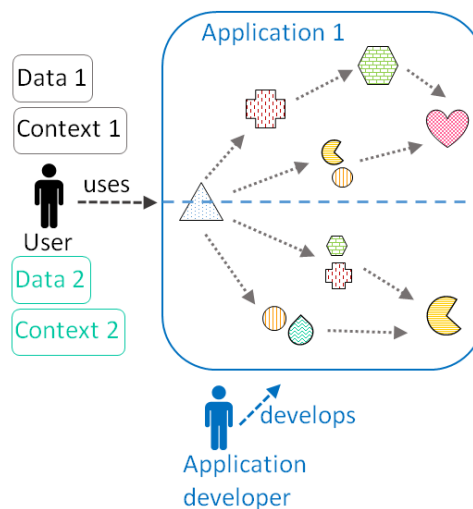 Application 1
Data 1
Context 1
uses
User
Data 2
Context 2
develops
Application
developer